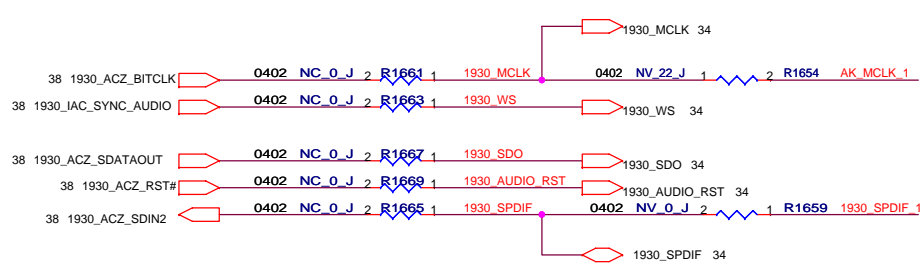 1930_MCLK 34
38 1930_ACZ_BITCLK 0402 NC_0_J 2 R1661 1 1930_MCLK 0402 NV_22_J 1 2 R1654 AK_MCLK_1
38 1930_IAC_SYNC_AUDIO 0402 NC_0_J 2 R1663 1 1930_WS 1930_WS 34
38 1930_ACZ_SDATAOUT 0402 NC_0_J 2 R1667 1 1930_SDO 1930_SDO 34
38 1930_ACZ_RST# 0402 NC_0_J 2 R1669 1 1930_AUDIO_RST 1930_AUDIO_RST 34
38 1930_ACZ_SDIN2 0402 NC_0_J 2 R1665 1 1930_SPDIF 0402 NV_0_J 2 1 R1659 1930_SPDIF_1
1930_SPDIF 34